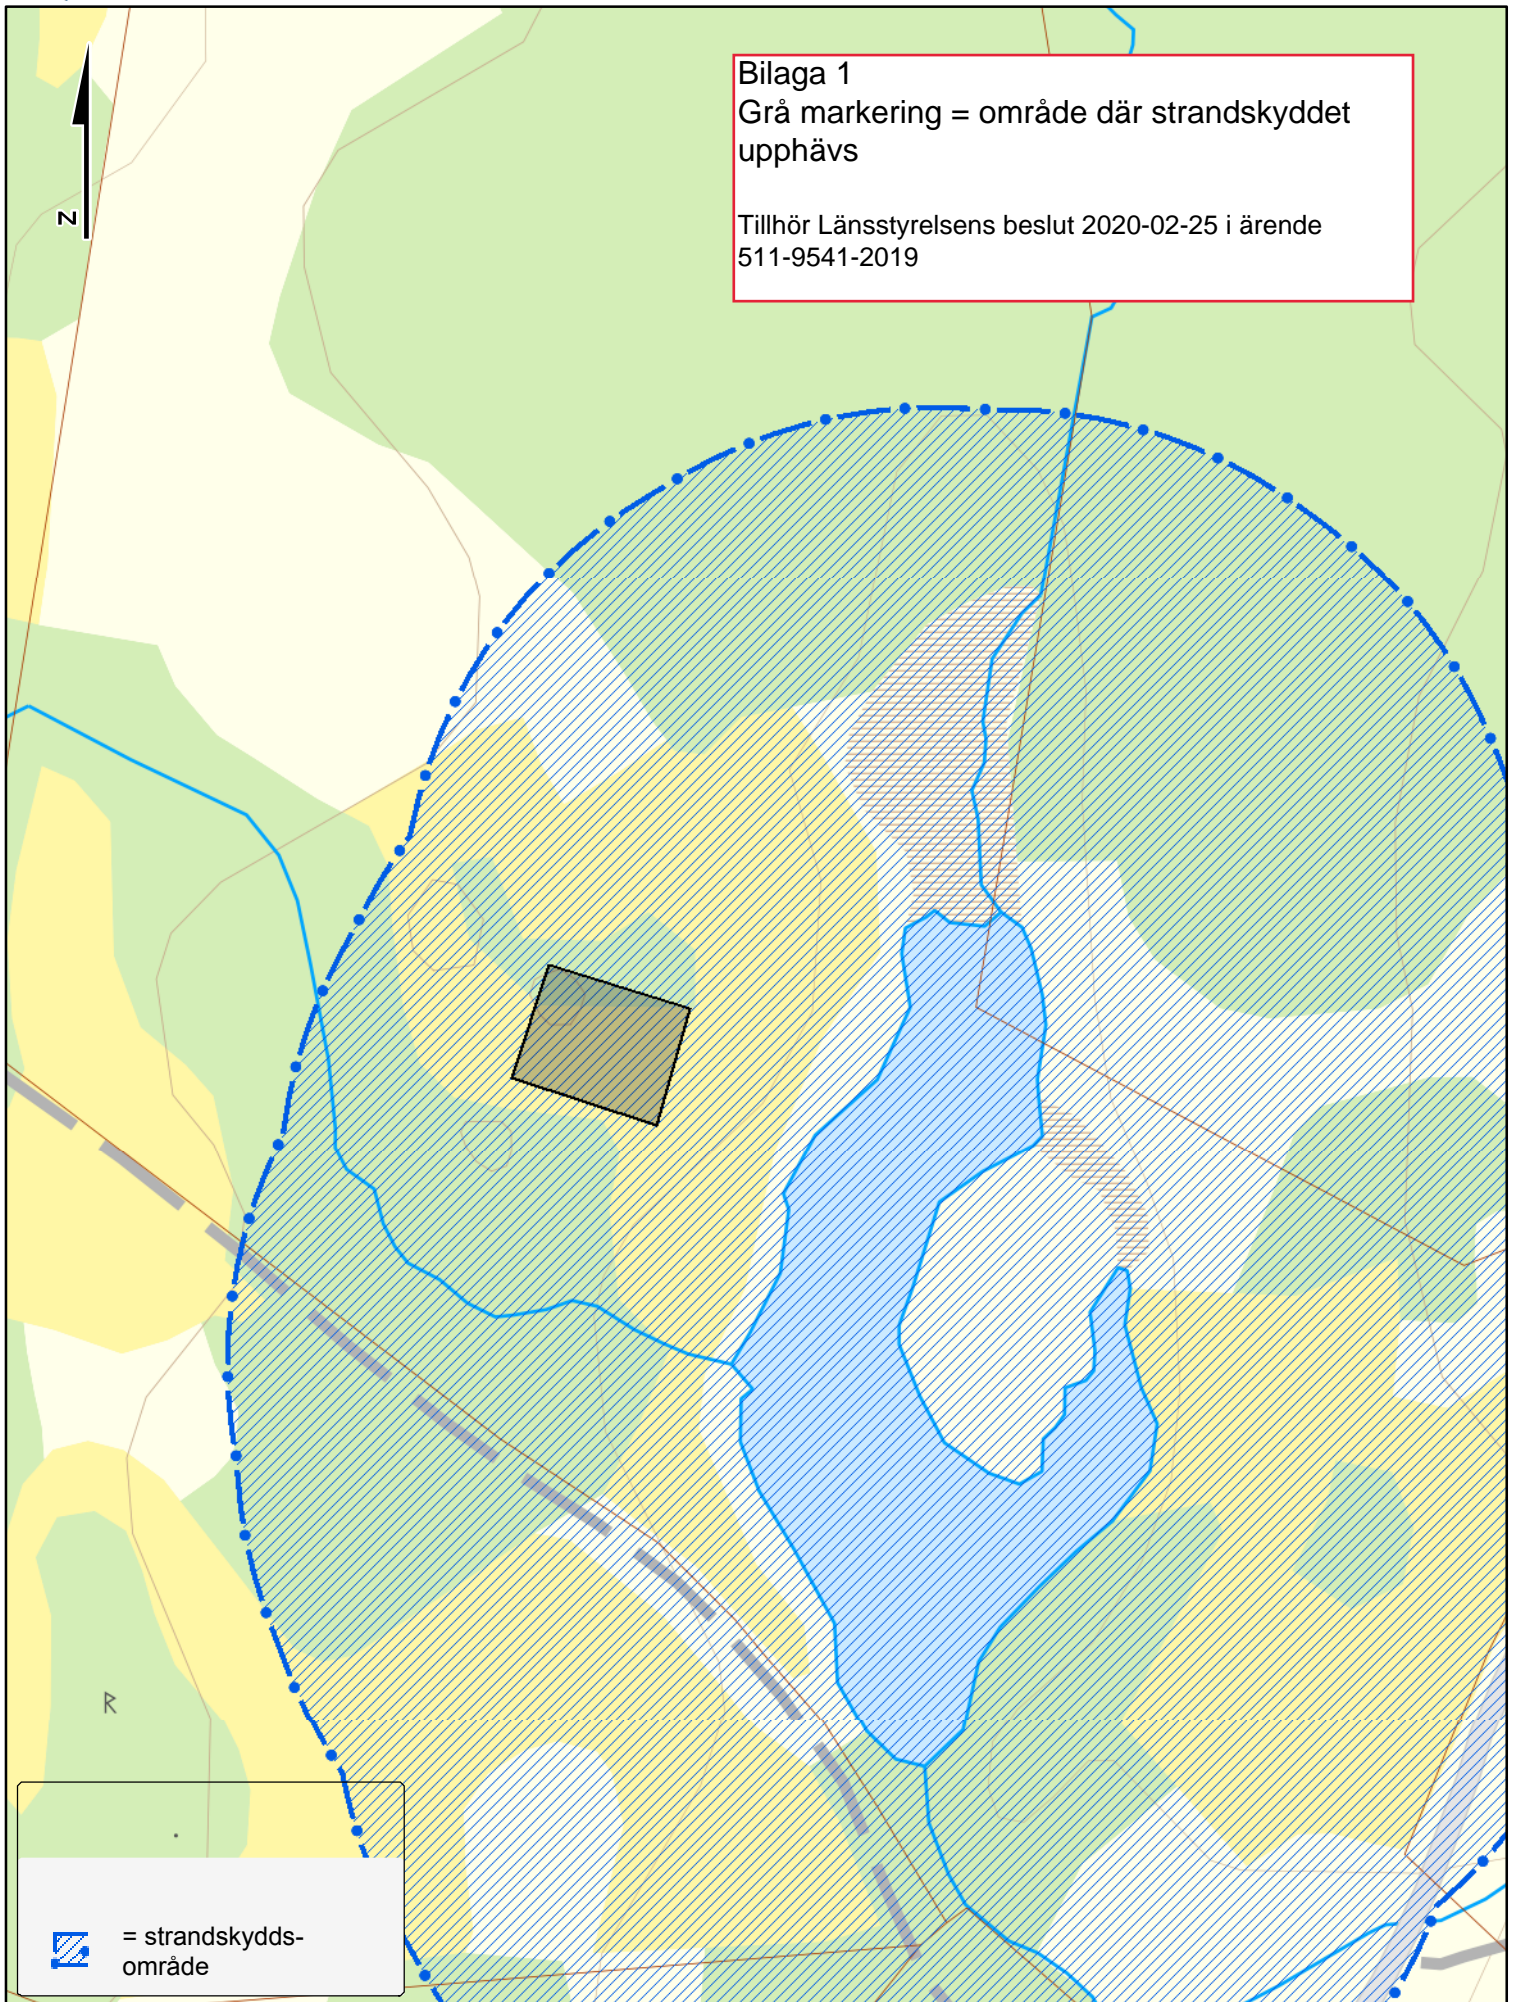 Bilaga 1
Grå markering = område där strandskyddet
upphävs
Tillhör Länsstyrelsens beslut 2020-02-25 i ärende
511-9541-2019
N
R
= strandskydds-
område